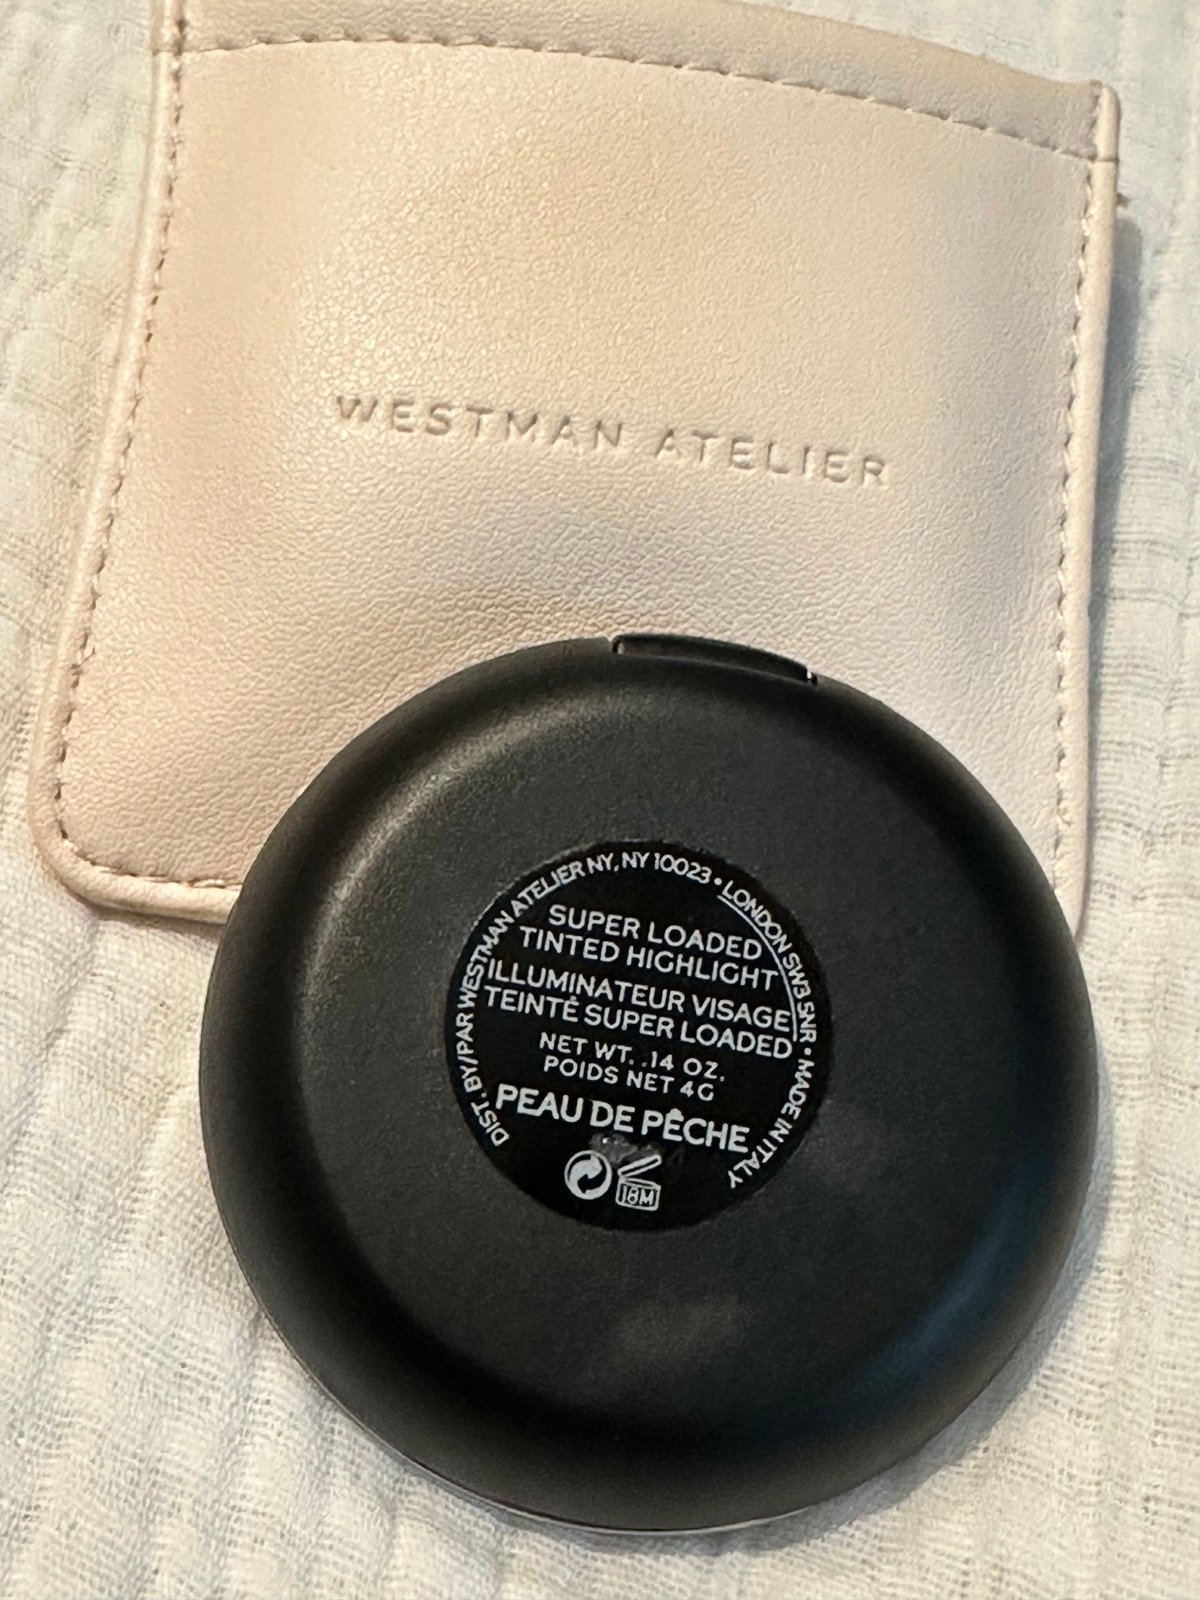 WESTMAN ATELIER
DIST. BY/PAR WESTMAN ATELIER NY, NY 10023 • LONDON SW3 5NR • MADE IN ITALY
SUPER LOADED
TINTED HIGHLIGHT
ILLUMINATEUR VISAGE
TEINTÉ SUPER LOADED
NET WT. .14 OZ.
POIDS NET 4G
PEAU DE PÊCHE
18M